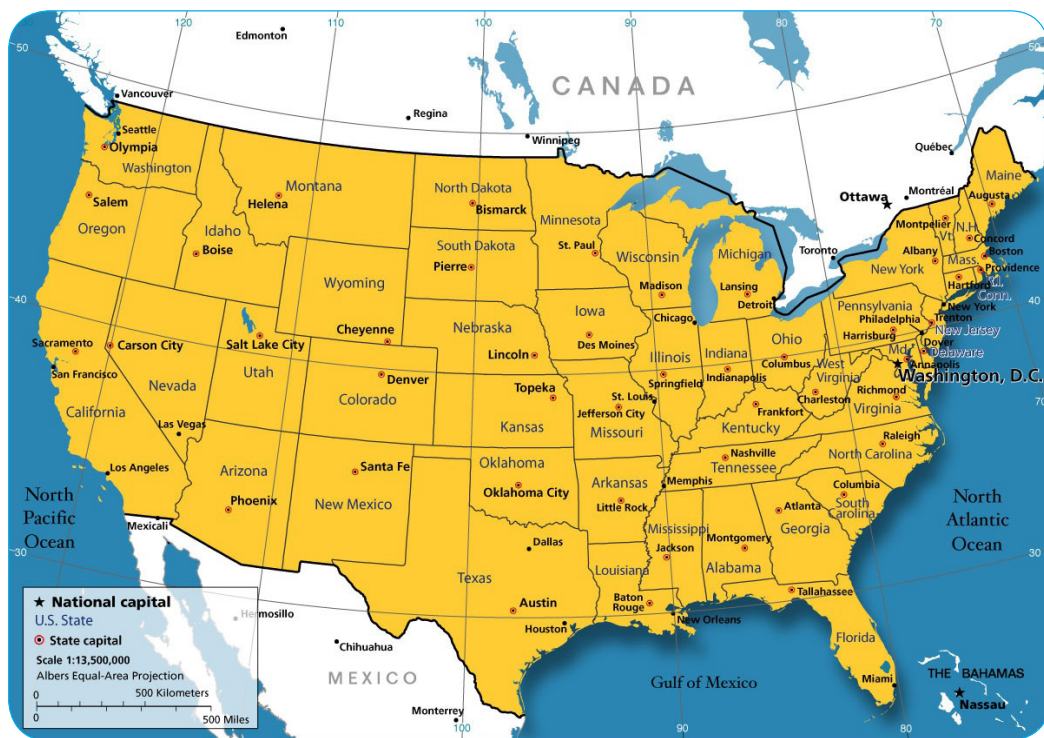 120
110
100
90
80
70
50
50
Edmonton
CANADA
Vancouver
Regina
Winnipeg
Québec
Ottawa
Montréal
Toronto
Seattle
Olympia
Washington
Salem
Oregon
Idaho
Boise
Montana
Helena
North Dakota
Bismarck
South Dakota
Pierre
Minnesota
St. Paul
Wisconsin
Madison
Michigan
Lansing
Detroit
Maine
Augusta
Montpelier
Vt.
N.H.
Concord
Albany
Boston
Mass.
Providence
New York
Hartford
R.I.
Conn.
40
40
Wyoming
Cheyenne
Nebraska
Lincoln
Iowa
Des Moines
Chicago
Illinois
Springfield
Indiana
Indianapolis
Ohio
Columbus
Pennsylvania
Philadelphia
Harrisburg
New York
Trenton
New Jersey
Dover
Delaware
Md.
Annapolis
Washington, D.C.
Sacramento
San Francisco
Carson City
Nevada
California
Salt Lake City
Utah
Denver
Colorado
Topeka
Kansas
St. Louis
Jefferson City
Missouri
West
Virginia
Charleston
Richmond
Virginia
Frankfort
Kentucky
70
Las Vegas
Los Angeles
Arizona
Phoenix
Santa Fe
New Mexico
Oklahoma
Oklahoma City
Arkansas
Little Rock
Nashville
Tennessee
Memphis
Raleigh
North Carolina
Columbia
South
Carolina
Atlanta
Georgia
North
Pacific
Ocean
North
Atlantic
Ocean
Mexicali
30
30
Dallas
Texas
Austin
Houston
Louisiana
Baton
Rouge
New Orleans
Mississippi
Jackson
Montgomery
Alabama
Tallahassee
Florida
Miami
Hermosillo
Chihuahua
MEXICO
Monterrey
Gulf of Mexico
THE BAHAMAS
Nassau
100
90
80
National capital
U.S. State
State capital
Scale 1:13,500,000
Albers Equal-Area Projection
0 500 Kilometers
0 500 Miles